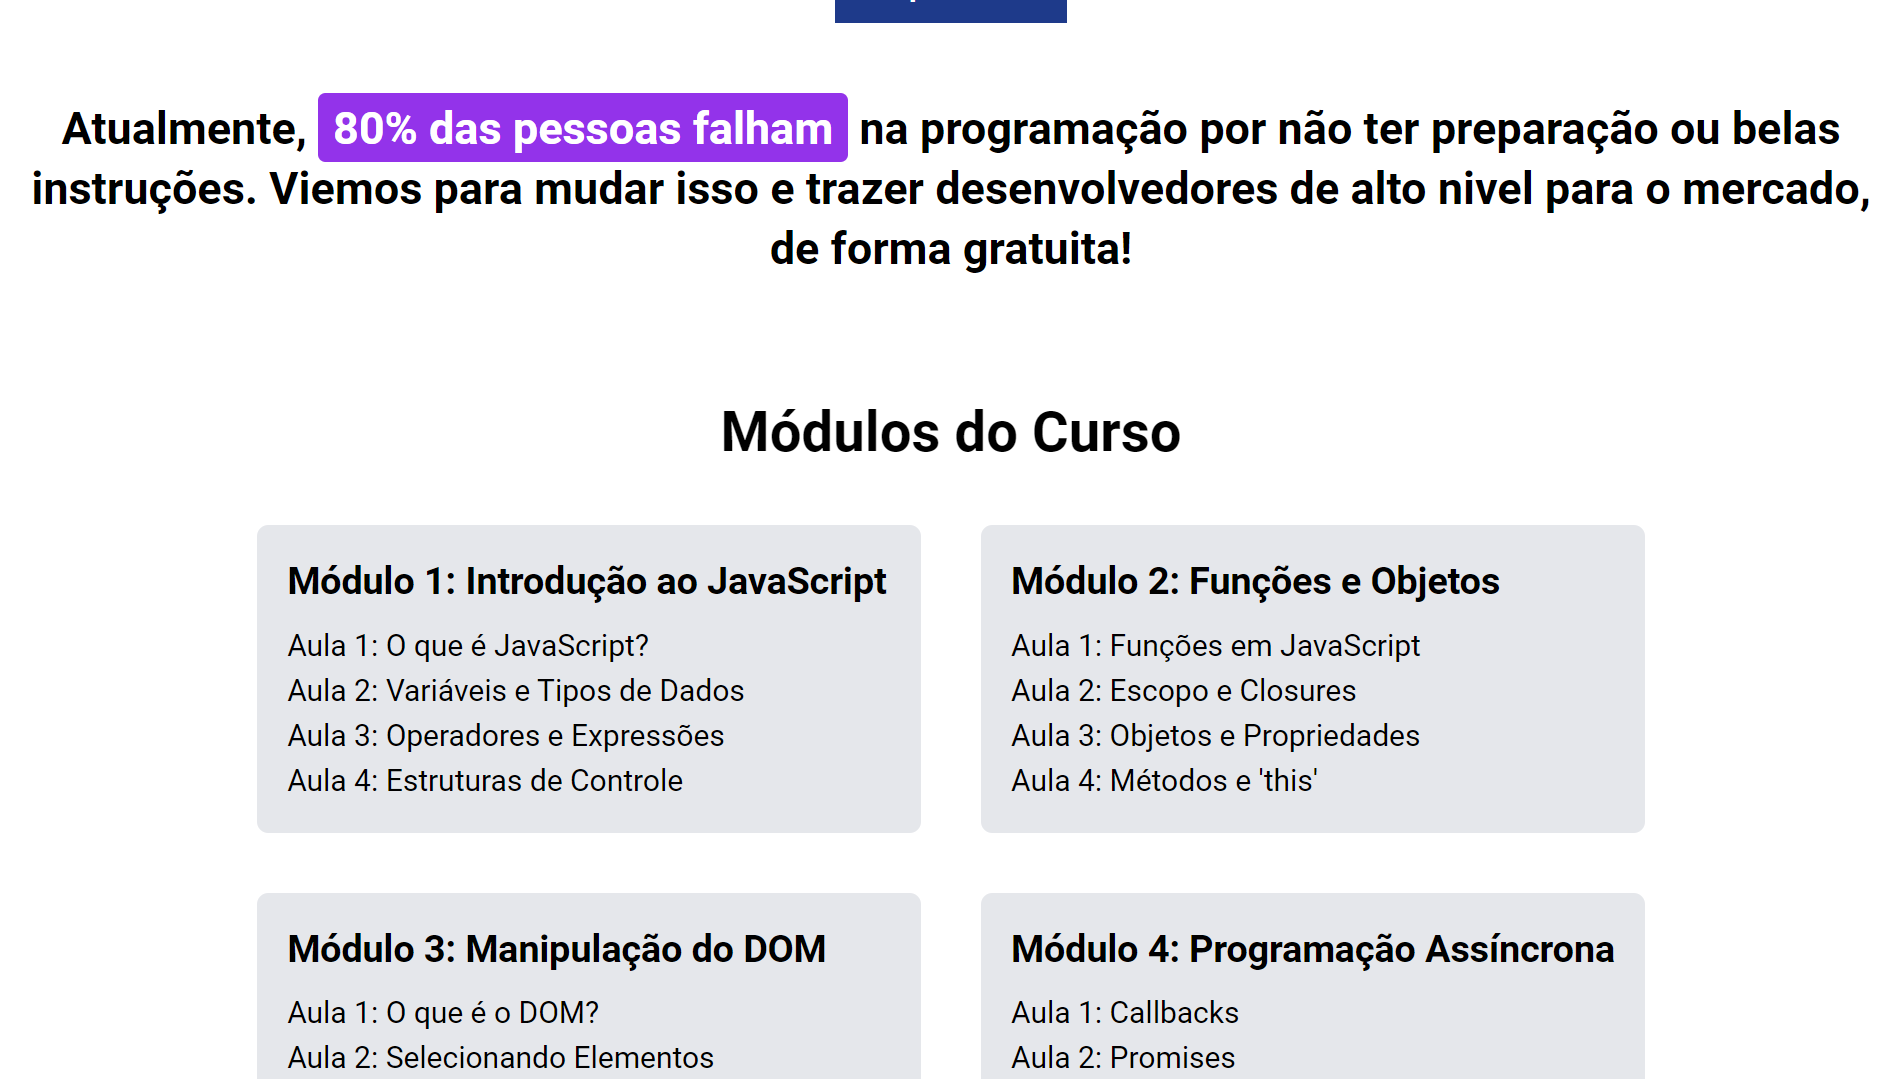 Atualmente, 80% das pessoas falham na programação por não ter preparação ou belas
instruções. Viemos para mudar isso e trazer desenvolvedores de alto nivel para o mercado,
de forma gratuita!
Módulos do Curso
Módulo 1: Introdução ao JavaScript
Aula 1: O que é JavaScript?
Aula 2: Variáveis e Tipos de Dados
Aula 3: Operadores e Expressões
Aula 4: Estruturas de Controle
Módulo 2: Funções e Objetos
Aula 1: Funções em JavaScript
Aula 2: Escopo e Closures
Aula 3: Objetos e Propriedades
Aula 4: Métodos e 'this'
Módulo 3: Manipulação do DOM
Aula 1: O que é o DOM?
Aula 2: Selecionando Elementos
Módulo 4: Programação Assíncrona
Aula 1: Callbacks
Aula 2: Promises